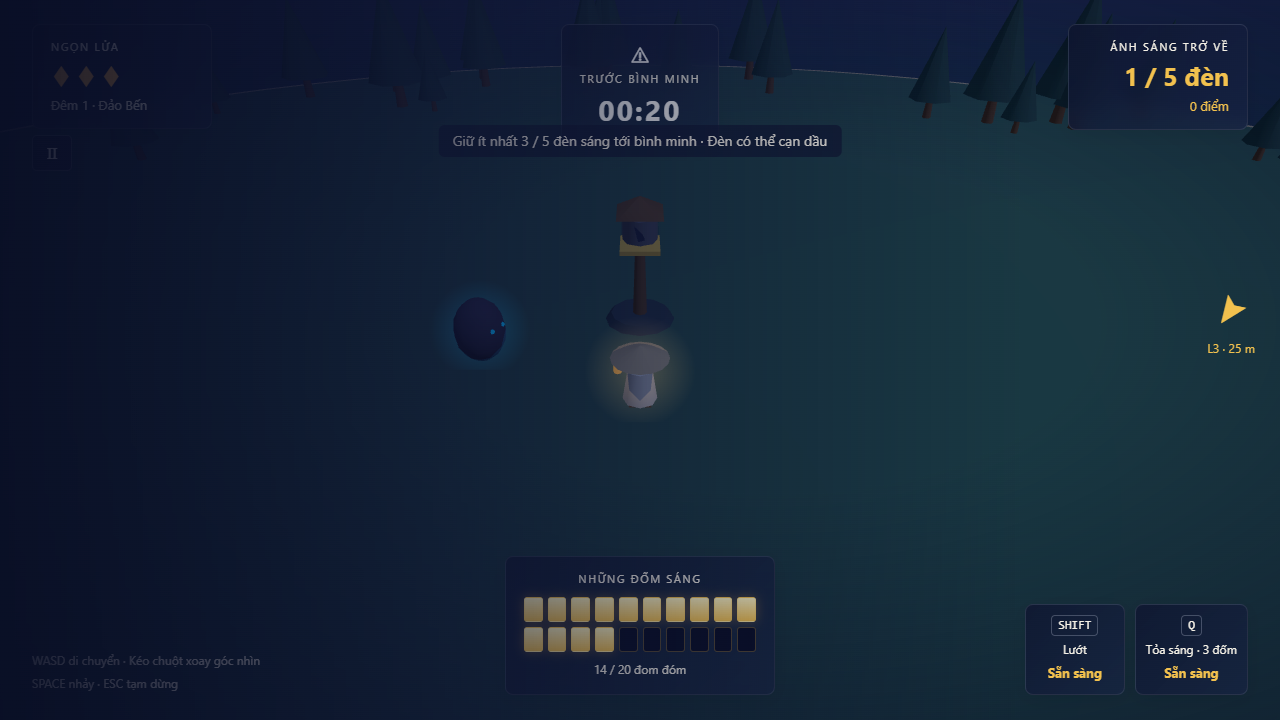 NGỌN LỬA
Đêm 1 · Đảo Bến
II
TRƯỚC BÌNH MINH
00:20
Giữ ít nhất 3 / 5 đèn sáng tới bình minh · Đèn có thể cạn dầu
ÁNH SÁNG TRỞ VỀ
1 / 5 đèn
0 điểm
L3 · 25 m
NHỮNG ĐỐM SÁNG
14 / 20 đom đóm
WASD di chuyển · Kéo chuột xoay góc nhìn
SPACE nhảy · ESC tạm dừng
SHIFT
Lướt
Sẵn sàng
Q
Tỏa sáng · 3 đốm
Sẵn sàng